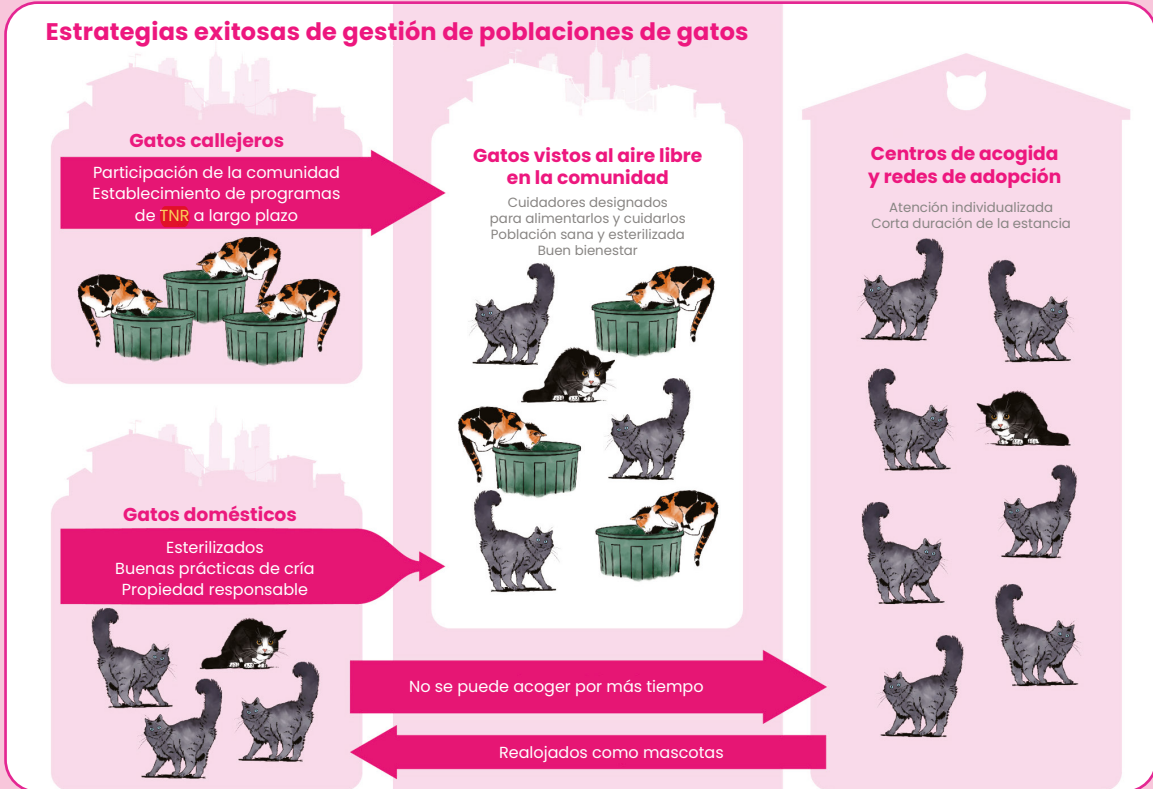 Estrategias exitosas de gestión de poblaciones de gatos
Gatos callejeros
Participación de la comunidad
Establecimiento de programas
de TNR a largo plazo
Gatos vistos al aire libre
en la comunidad
Cuidadores designados
para alimentarlos y cuidarlos
Población sana y esterilizada
Buen bienestar
Centros de acogida
y redes de adopción
Atención individualizada
Corta duración de la estancia
Gatos domésticos
Esterilizados
Buenas prácticas de cría
Propiedad responsable
No se puede acoger por más tiempo
Realojados como mascotas